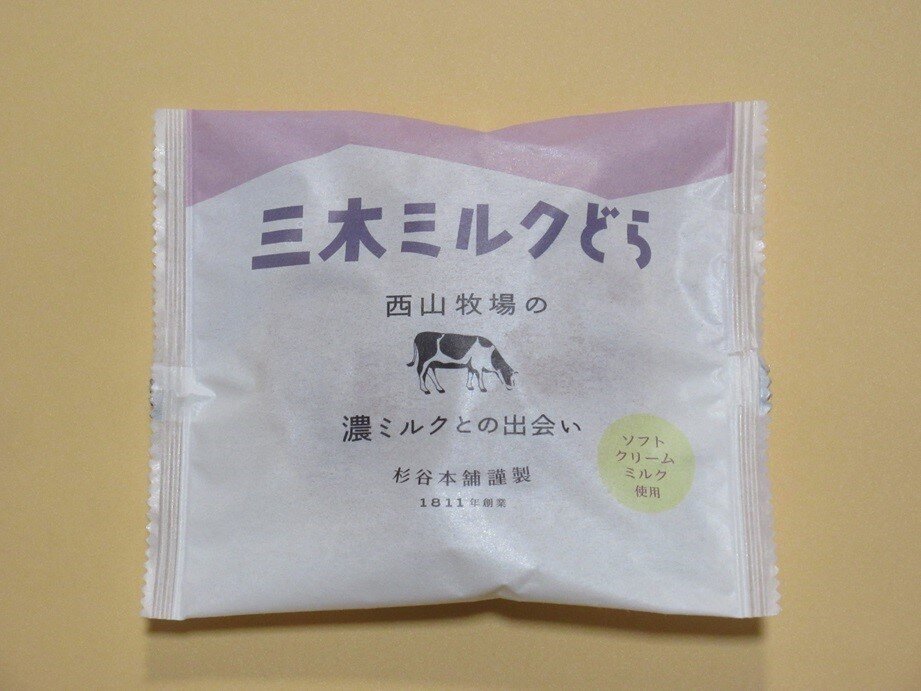 三木ミルクどら
西山牧場の
濃ミルクとの出会い
杉谷本舗謹製
1811年創業
ソフト
クリーム
ミルク
使用